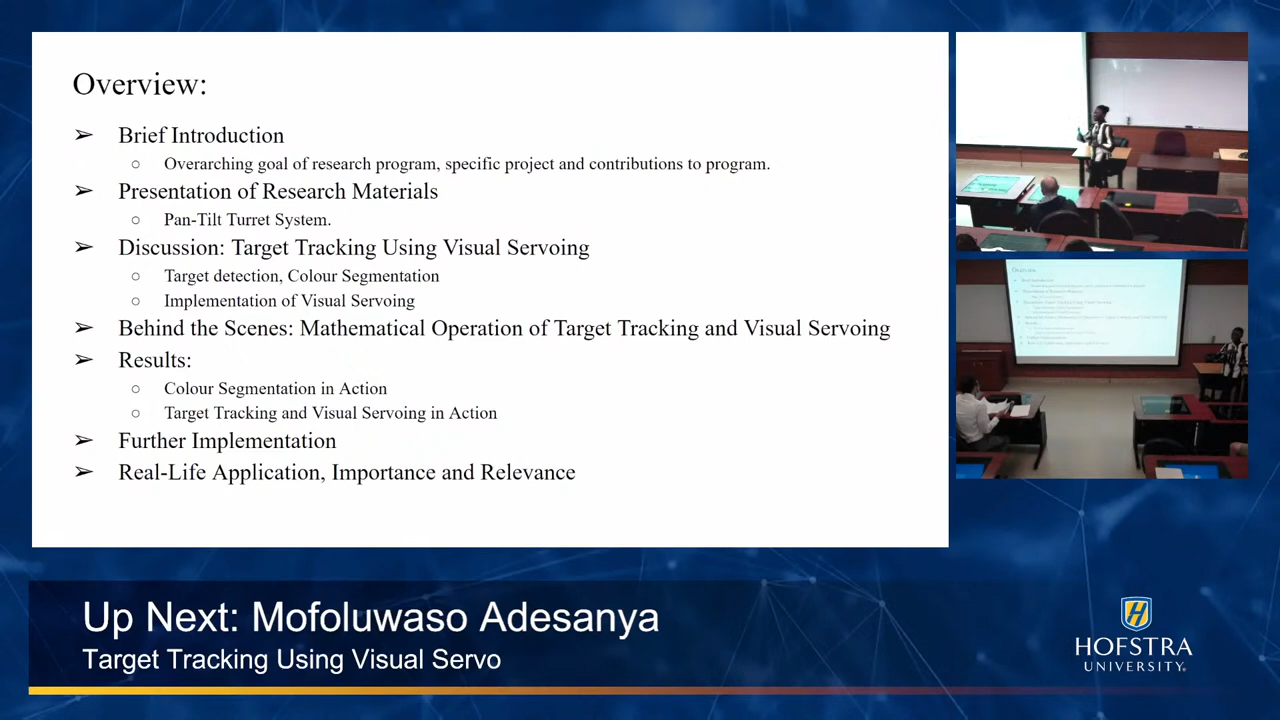 Overview:
➢ Brief Introduction
○ Overarching goal of research program, specific project and contributions to program.
➢ Presentation of Research Materials
○ Pan-Tilt Turret System.
➢ Discussion: Target Tracking Using Visual Servoing
○ Target detection, Colour Segmentation
○ Implementation of Visual Servoing
➢ Behind the Scenes: Mathematical Operation of Target Tracking and Visual Servoing
➢ Results:
○ Colour Segmentation in Action
○ Target Tracking and Visual Servoing in Action
➢ Further Implementation
➢ Real-Life Application, Importance and Relevance
Up Next: Mofoluwaso Adesanya
Target Tracking Using Visual Servo
H
HOFSTRA
UNIVERSITY®